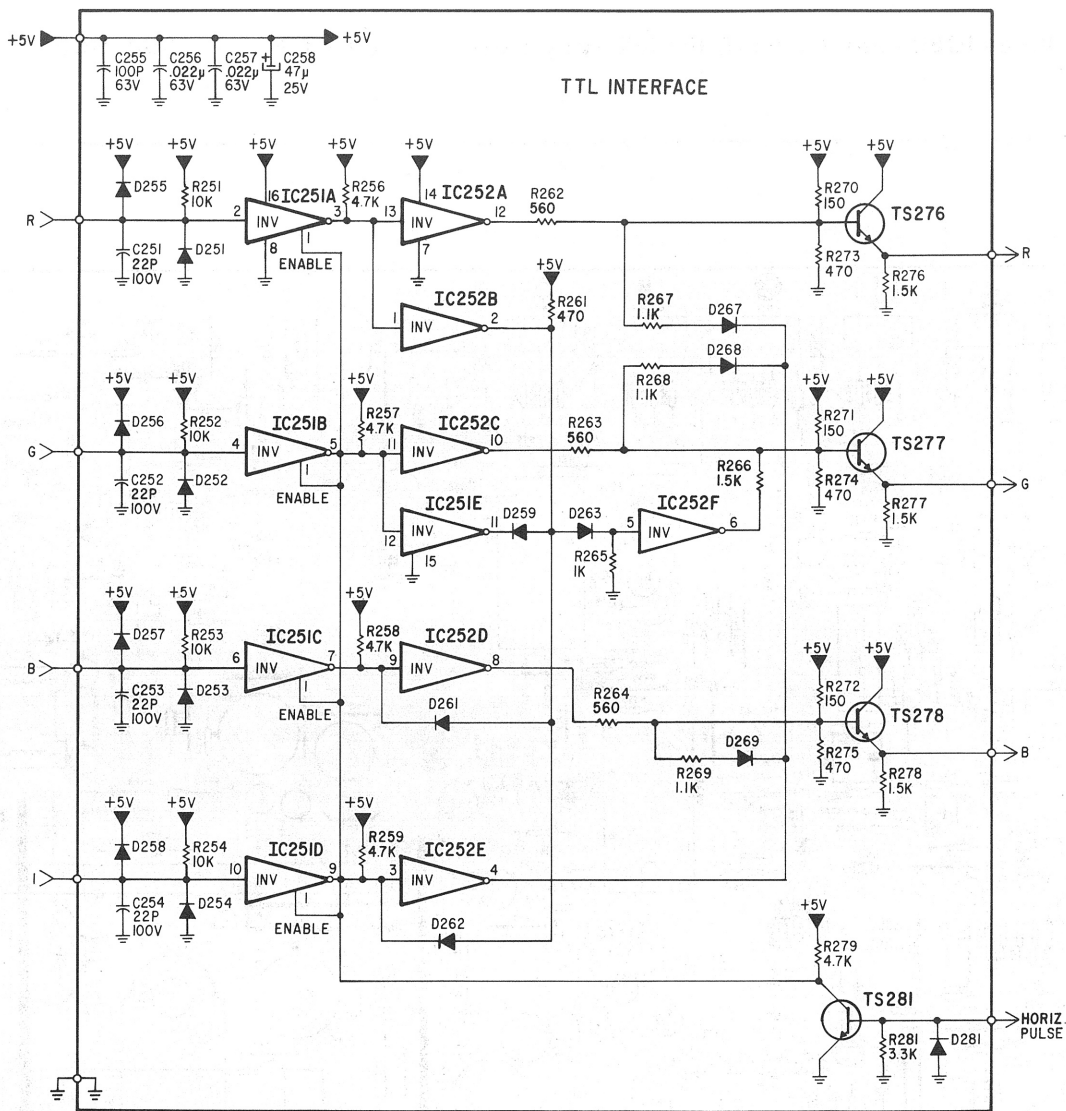 +5V
+5V
C255
100P
63V
C256
.022µ
63V
C257
.022µ
63V
+
C258
47µ
25V
TTL INTERFACE
+5V
+5V
+5V
+5V
+5V
+5V
+5V
D255
R251
10K
16
IC251A
R256
4.7K
14
IC252A
R262
560
R270
150
TS276
R
2
INV
3
13
INV
12
1
8
7
C251
22P
100V
D251
ENABLE
R273
470
R
R276
1.5K
+5V
IC252B
R261
470
1
INV
2
R267
1.1K
D267
D268
R268
1.1K
+5V
+5V
+5V
+5V
+5V
D256
R252
10K
IC251B
R257
4.7K
IC252C
R263
560
R271
150
TS277
G
4
INV
5
11
INV
10
1
C252
22P
100V
D252
ENABLE
R266
1.5K
R274
470
G
R277
1.5K
IC251E
D259
D263
IC252F
12
INV
11
5
INV
6
15
R265
1K
+5V
+5V
+5V
D257
R253
10K
IC251C
R258
4.7K
IC252D
B
6
INV
7
9
INV
8
1
C253
22P
100V
D253
ENABLE
D261
+5V
+5V
R264
560
R272
150
TS278
D269
R269
1.1K
R275
470
B
R278
1.5K
+5V
+5V
+5V
D258
R254
10K
IC251D
R259
4.7K
IC252E
I
10
INV
9
3
INV
4
1
C254
22P
100V
D254
ENABLE
D262
+5V
R279
4.7K
TS281
R281
3.3K
D281
HORIZ.
PULSE